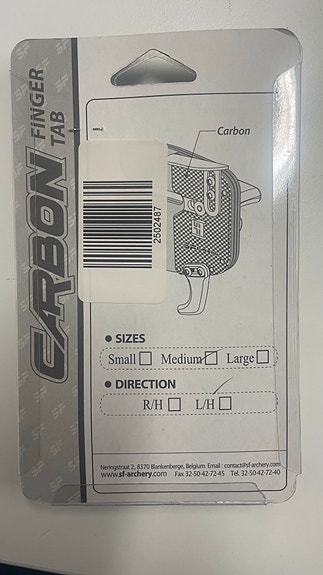 CARBON FINGER TAB
Carbon
2502487
● SIZES
Small □ Medium □ Large □
● DIRECTION
R/H □ L/H □
Neringstraat 2, 8370 Blankenberge, Belgium Email : contact@sf-archery.com
www.sf-archery.com Fax 32-50-42-72-45 Tel. 32-50-42-72-40